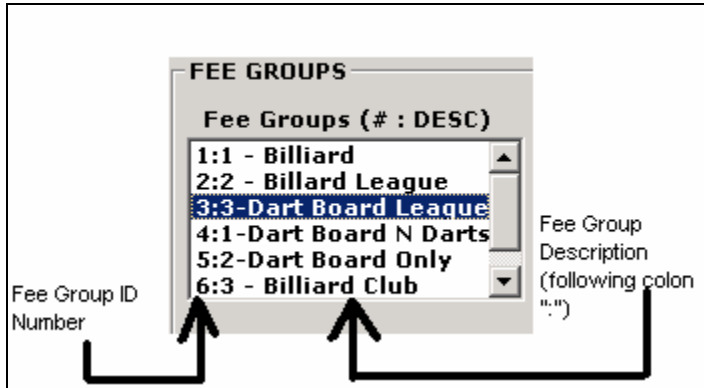 FEE GROUPS
Fee Groups (# : DESC)
1:1 - Billiard
2:2 - Billard League
3:3-Dart Board League
4:1-Dart Board N Darts
5:2-Dart Board Only
6:3 - Billiard Club
Fee Group ID
Number
Fee Group
Description
(following colon
":")